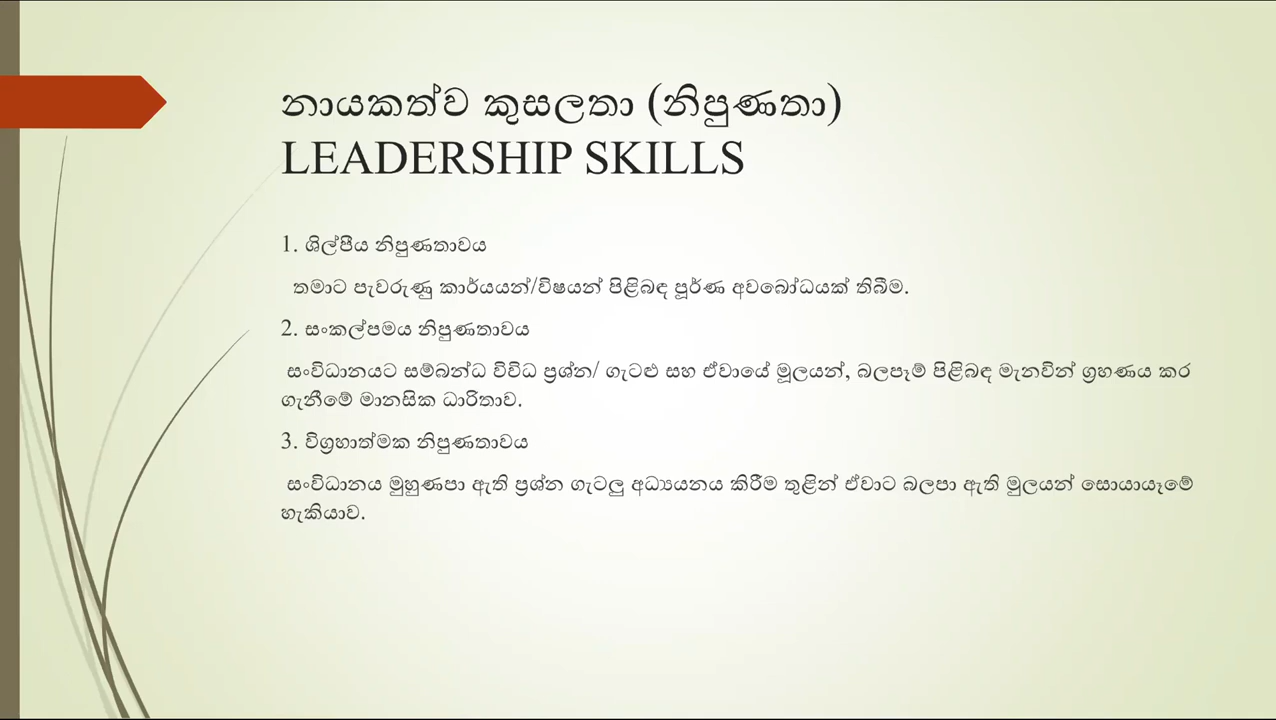 නායකත්ව කුසලතා (නිපුණතා)
LEADERSHIP SKILLS
1. ශිල්පීය නිපුණතාවය
තමාට පැවරුණු කාර්යයන්/විෂයන් පිළිබඳ පූර්ණ අවබෝධයක් තිබීම.
2. සංකල්පමය නිපුණතාවය
සංවිධානයට සම්බන්ධ විවිධ ප්‍රශ්න/ ගැටළු සහ ඒවායේ මූලයන්, බලපෑම් පිළිබඳ මැනවින් ග්‍රහණය කර
ගැනීමේ මානසික ධාරිතාව.
3. විග්‍රහාත්මක නිපුණතාවය
සංවිධානය මුහුණපා ඇති ප්‍රශ්න ගැටලු අධ්‍යයනය කිරීම තුළින් ඒවාට බලපා ඇති මුලයන් සොයායෑමේ
හැකියාව.